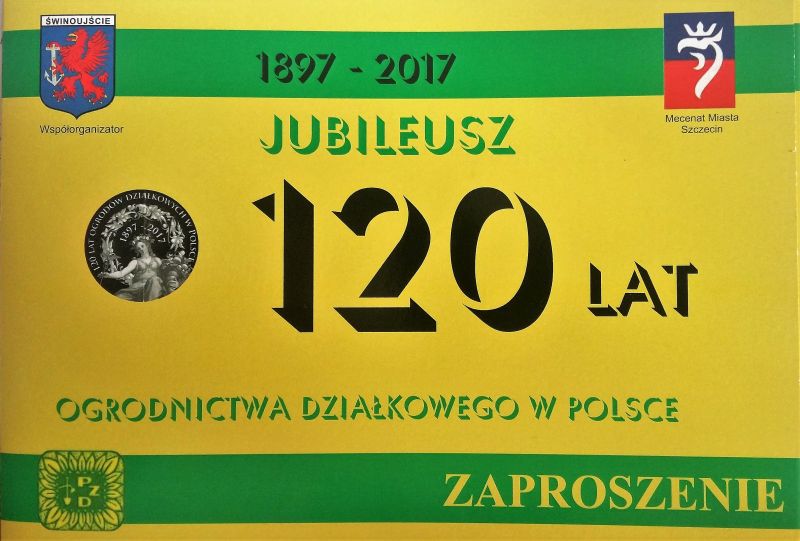 ŚWINOUJŚCIE
Współorganizator
1897 - 2017
Mecenat Miasta
Szczecin
JUBILEUSZ
120 LAT OGRODÓW DZIAŁKOWYCH W POLSCE
1897 - 2017
120 LAT
OGRODNICTWA DZIAŁKOWEGO W POLSCE
PZD
ZAPROSZENIE